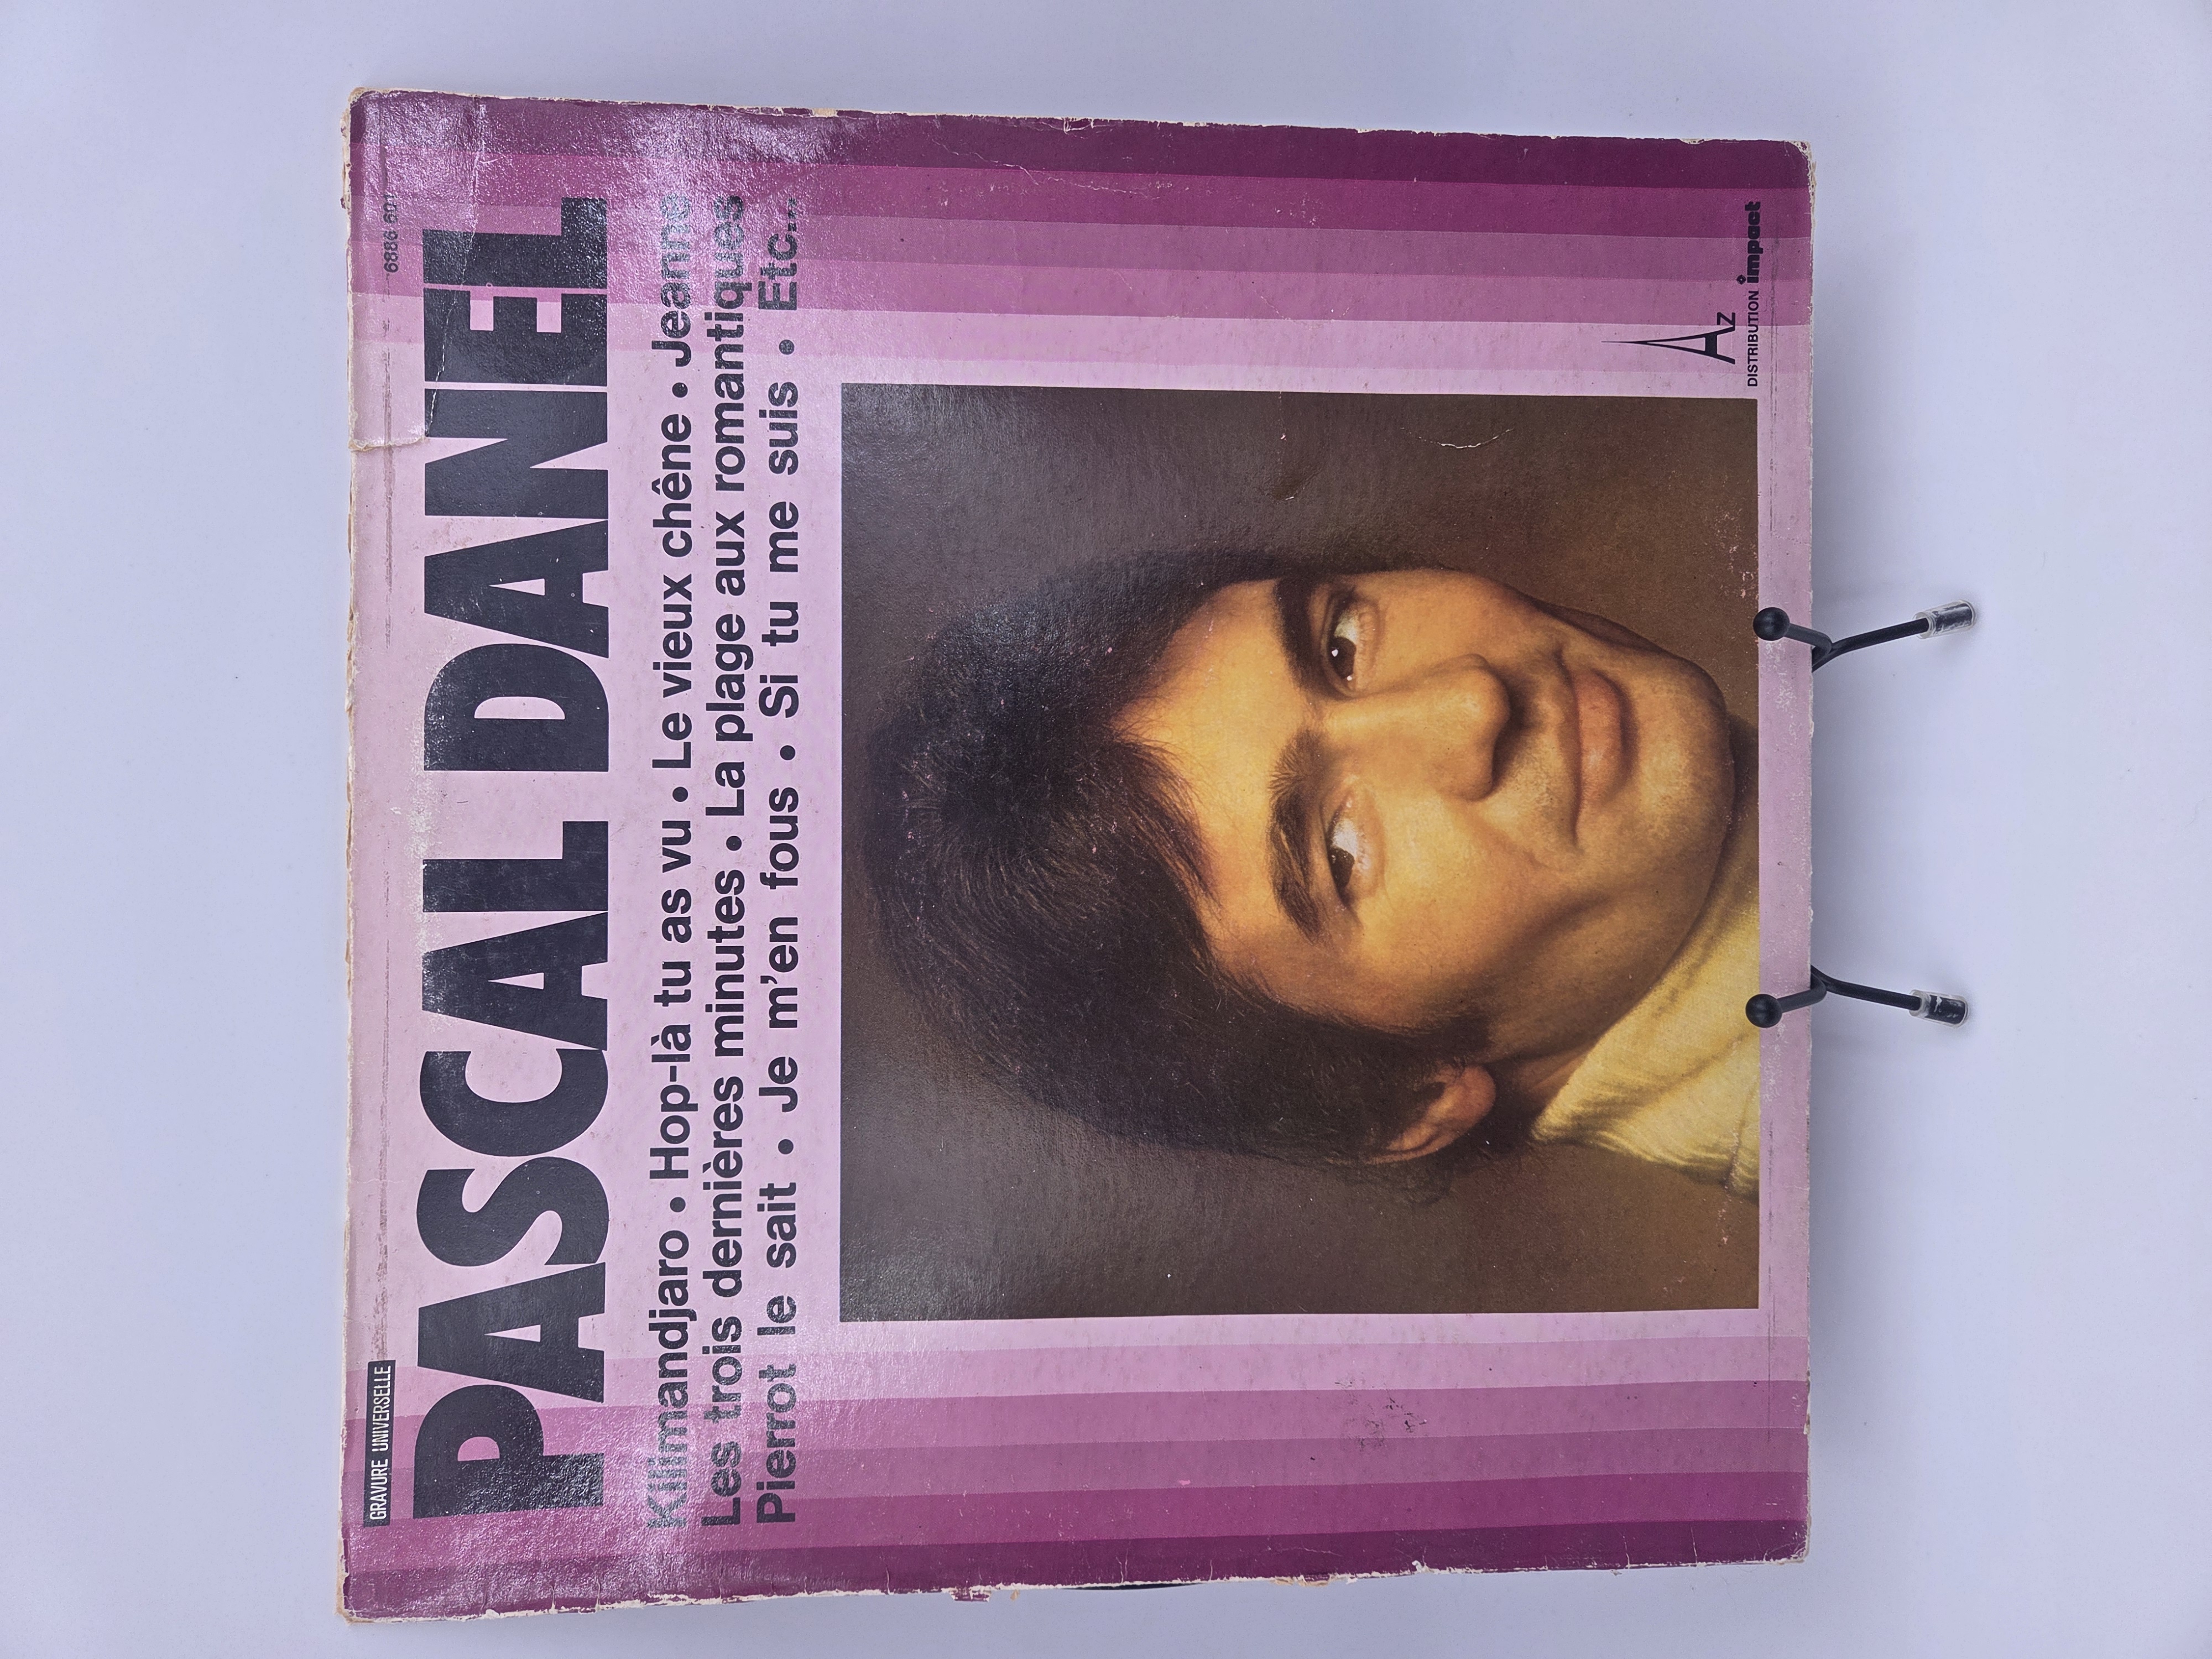 GRAVURE UNIVERSELLE
PASCAL DANEL
Kilimandjaro • Hop-là tu as vu • Le vieux chêne • Jeanne
Les trois dernières minutes • La plage aux romantiques
Pierrot le sait • Je m'en fous • Si tu me suis • Etc...
AZ
DISTRIBUTION impact